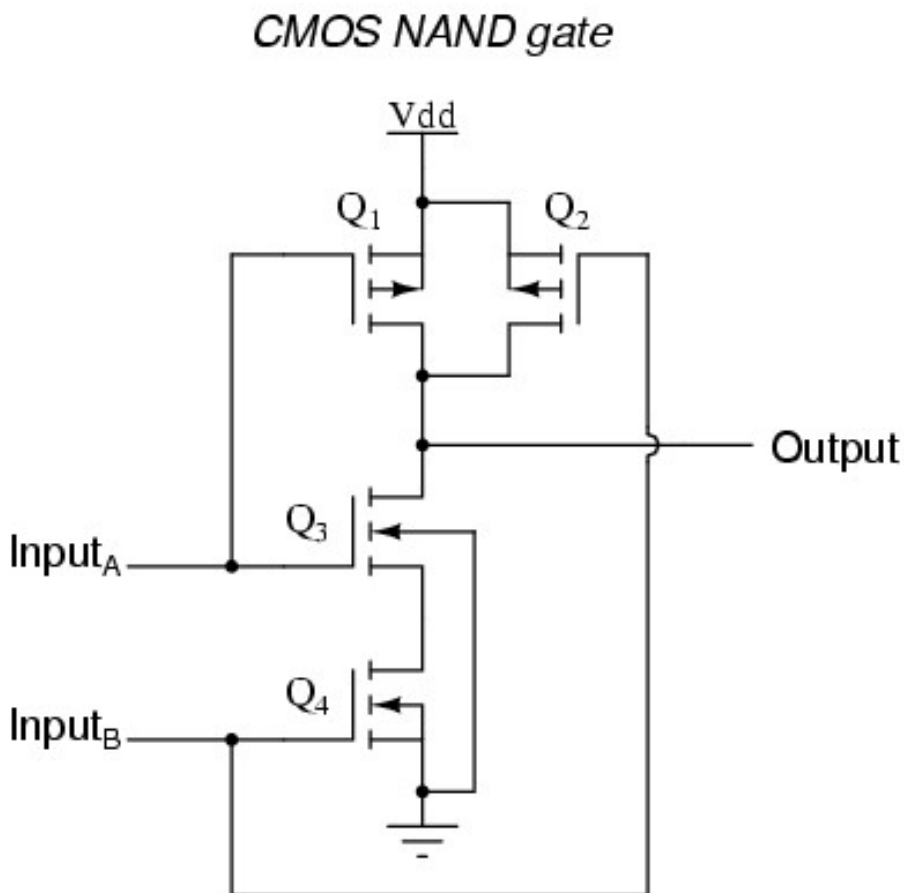 CMOS NAND gate
Vdd
Q1 Q2
Output
Q3
InputA
Q4
InputB